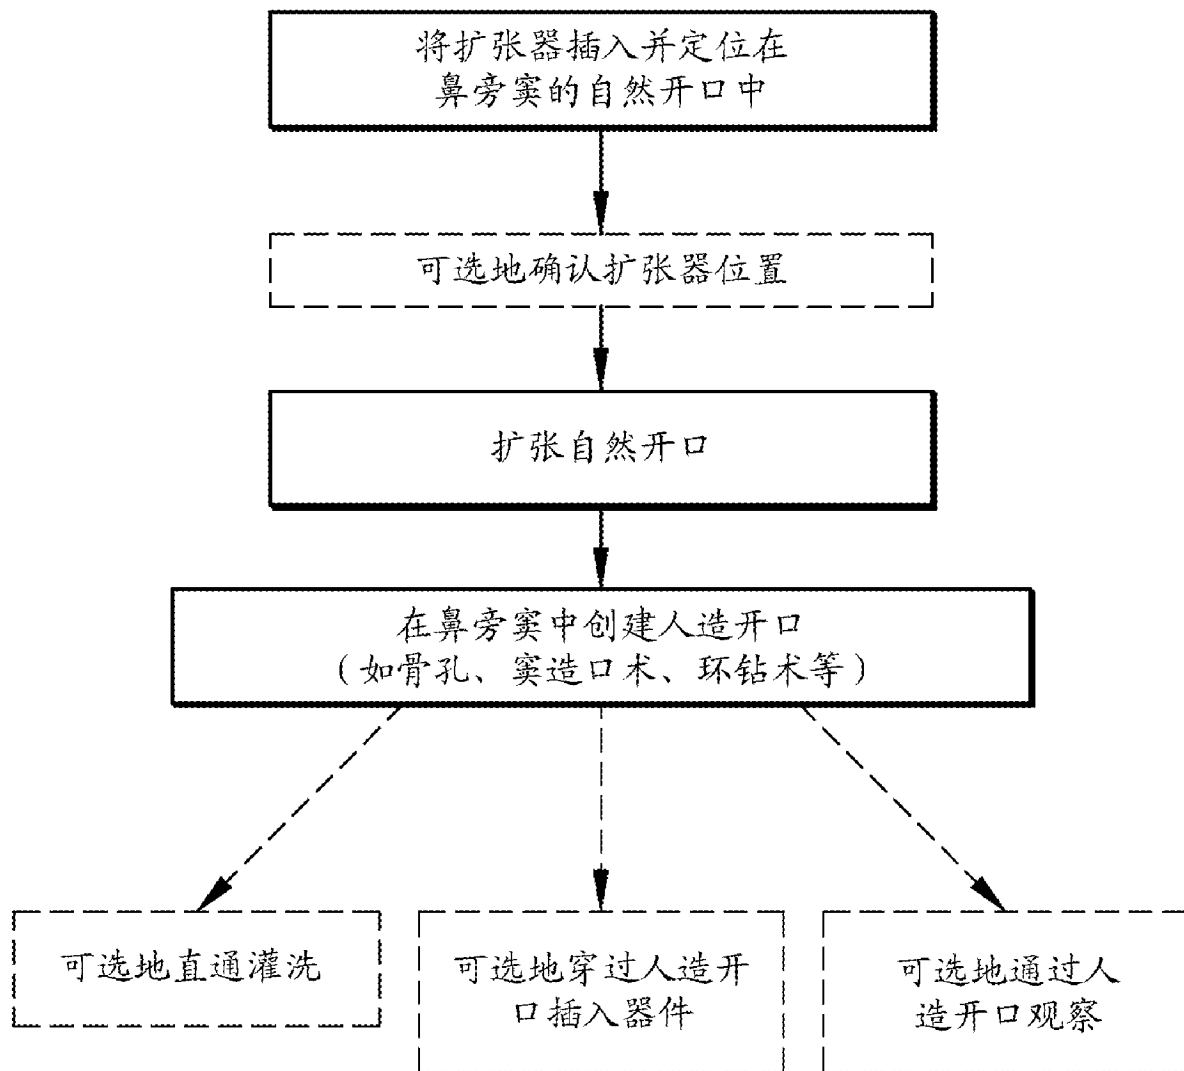 将扩张器插入并定位在
鼻旁窦的自然开口中
可选地确认扩张器位置
扩张自然开口
在鼻旁窦中创建人造开口
（如骨孔、窦造口术、环钻术等）
可选地直通灌洗
可选地穿过人造开
口插入器件
可选地通过人
造开口观察